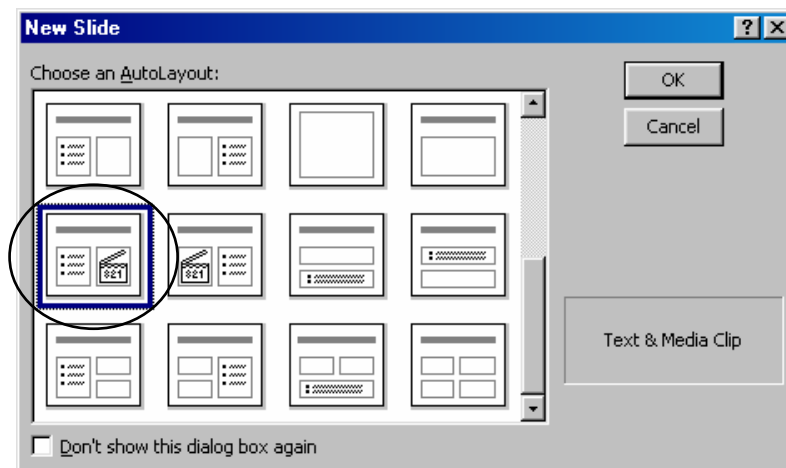 New Slide
Choose an AutoLayout:
OK
Cancel
Text & Media Clip
Don't show this dialog box again